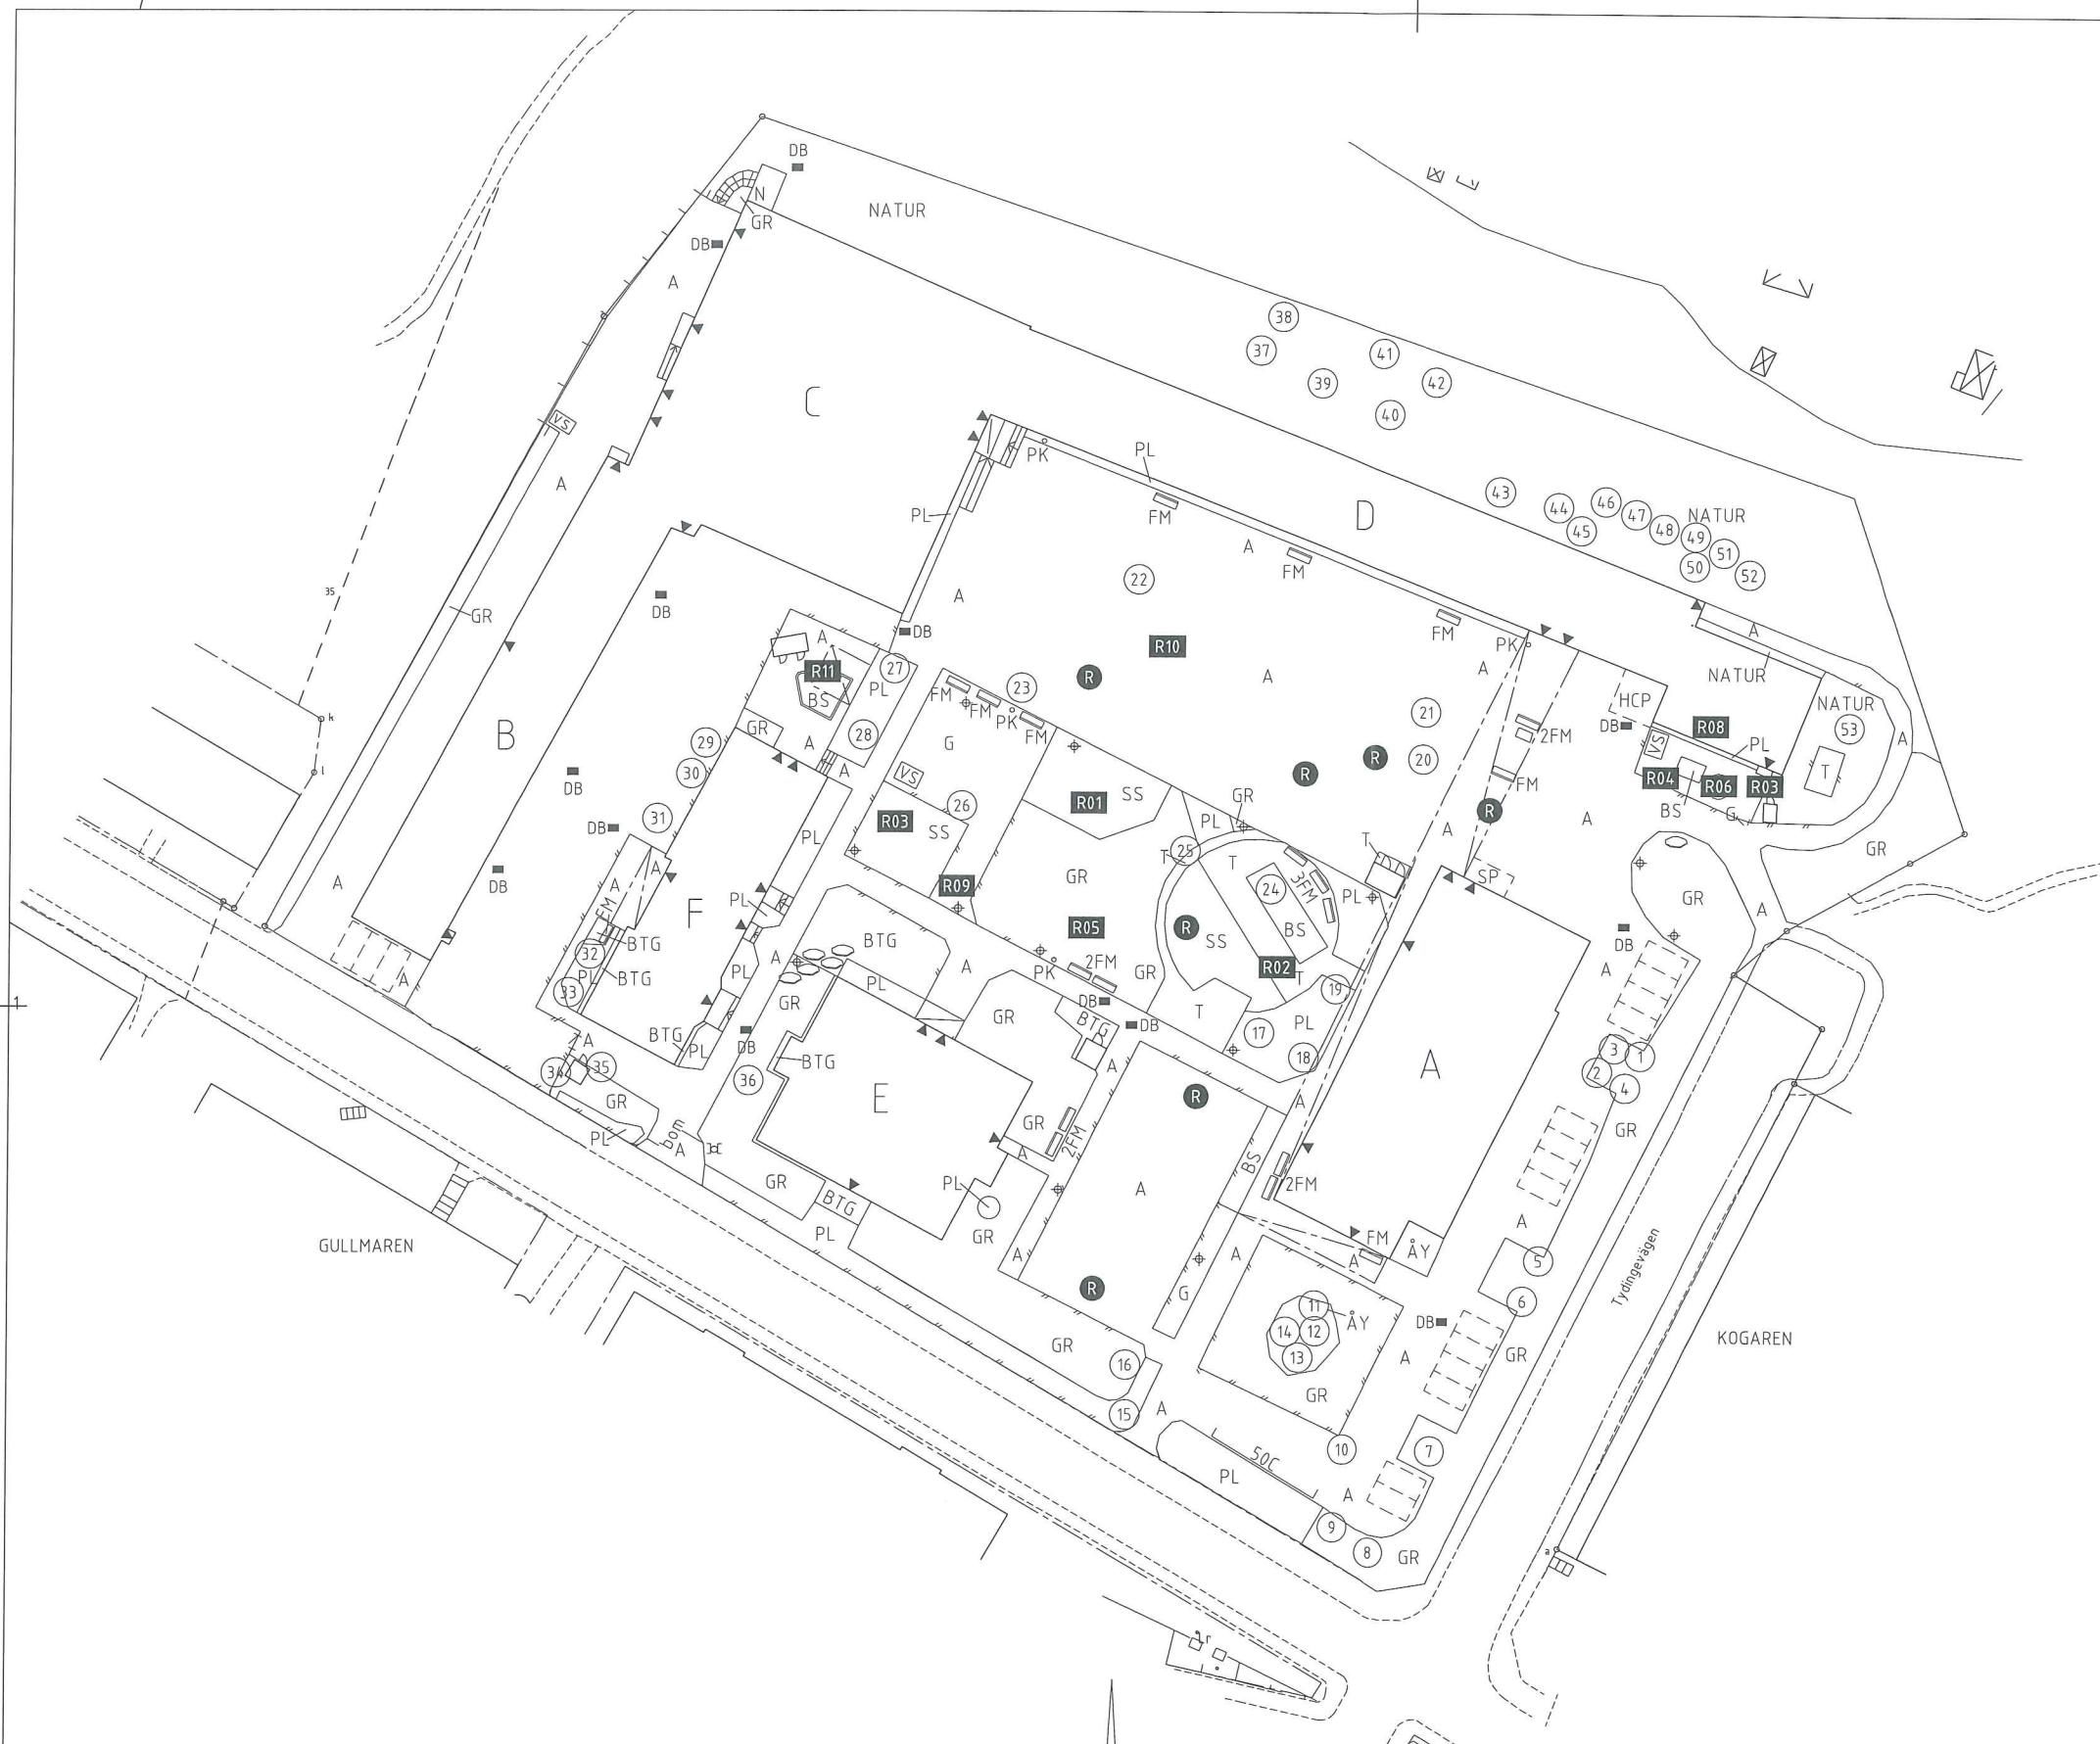 DB
N
GR
NATUR
DB
A
38
37
41
39
42
40
VS
C
A
PK
PL
FM
PL
D
A
FM
43
44
45
46
47
48
NATUR
49
50
51
52
22
A
35
GR
DB
DB
A
FM
PK
A
R10
R11
BS
27
PL
R
A
23
FM
FM
PK
FM
A
NATUR
HCP
NATUR
53
21
DB
R08
2FM
PL
VS
A
k
B
29
GR
A
28
G
l
DB
30
A
VS
R
R
20
FM
R04
R06
R03
T
BS
G
26
R01
SS
GR
R
A
A
31
DB
PL
R03
SS
PL
T
25
T
T
GR
SP
GR
DB
A
A
R09
GR
24
3FM
PL
BS
A
A
FM
F
PL
BTG
BTG
R05
R
SS
R02
T
DB
A
32
PL
BTG
PL
A
A
PK
2FM
GR
19
33
GR
PL
A
1
GR
DB
BTG
DB
T
PL
17
18
BTG
PL
DB
A
BTG
A
A
3
1
2
4
34
35
36
E
R
A
GR
GR
GR
PL
bom
A
2FM
A
BS
2FM
GR
PL
BTG
A
Tydingevägen
GULLMAREN
PL
GR
A
A
A
FM
ÅY
5
R
G
6
11
ÅY
DB
KOGAREN
14
12
13
GR
16
A
GR
GR
15
A
10
7
50C
PL
A
9
8
GR
a
r